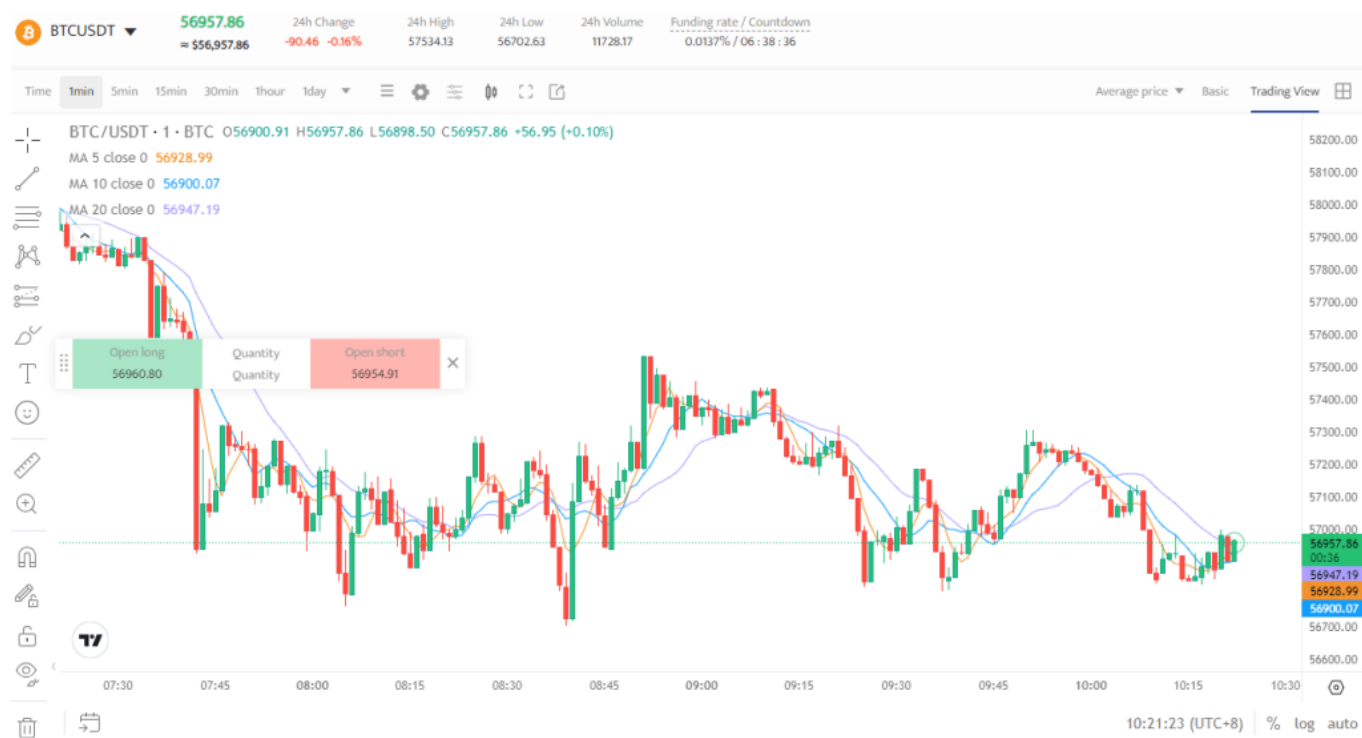 BTCUSDT
56957.86
≈ $56,957.86
24h Change
-90.46 -0.16%
24h High
57534.13
24h Low
56702.63
24h Volume
11728.17
Funding rate / Countdown
0.0137% / 06 : 38 : 36
Time 1min 5min 15min 30min 1hour 1day
Average price Basic Trading View
BTC/USDT · 1 · BTC O56900.91 H56957.86 L56898.50 C56957.86 +56.95 (+0.10%)
MA 5 close 0 56928.99
MA 10 close 0 56900.07
MA 20 close 0 56947.19
Open long
56960.80
Quantity
Quantity
Open short
56954.91
58200.00
58100.00
58000.00
57900.00
57800.00
57700.00
57600.00
57500.00
57400.00
57300.00
57200.00
57100.00
57000.00
56957.86
00:36
56947.19
56928.99
56900.07
56700.00
56600.00
07:30 07:45 08:00 08:15 08:30 08:45 09:00 09:15 09:30 09:45 10:00 10:15 10:30
10:21:23 (UTC+8) % log auto